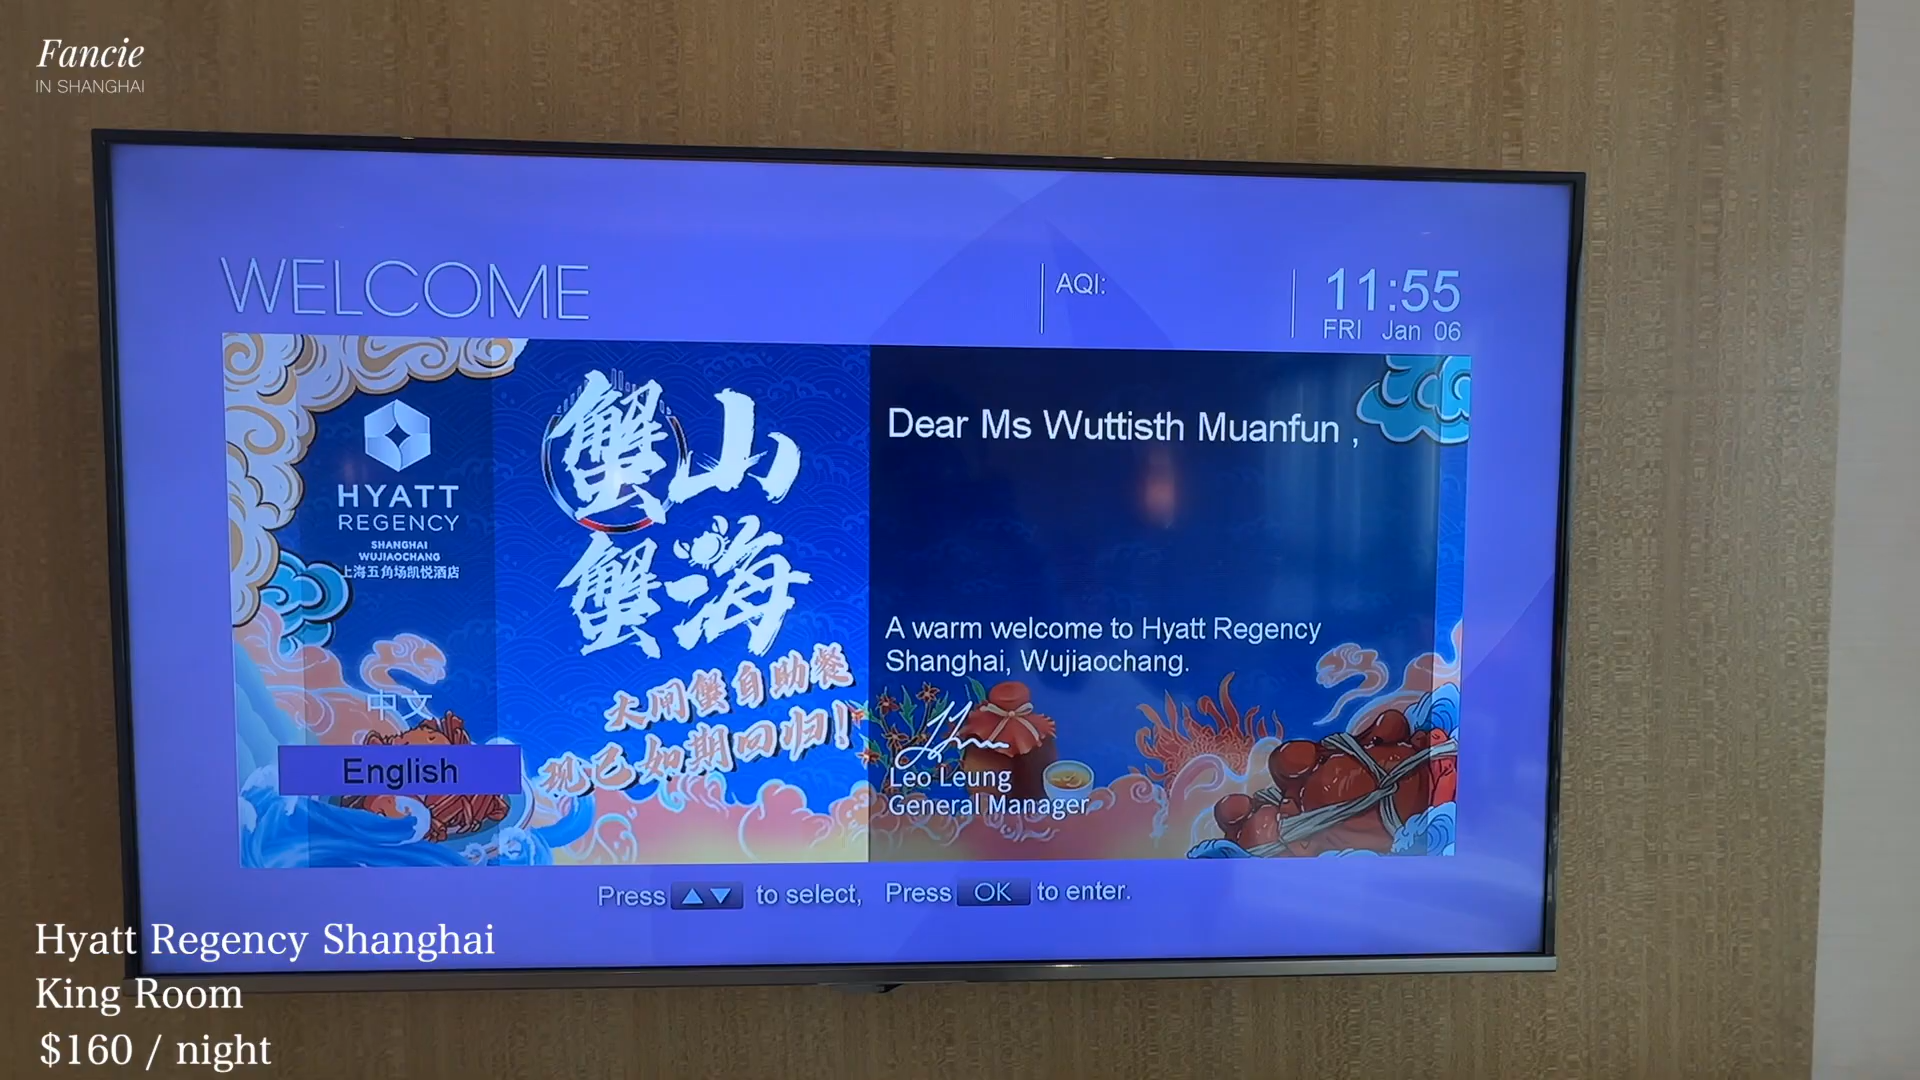 Fancie
IN SHANGHAI
WELCOME
AQI:
11:55
FRI Jan 06
HYATT
REGENCY
SHANGHAI
WUJIAOCHANG
上海五角场凯悦酒店
中文
English
蟹山
蟹海
大闸蟹自助餐
现已如期回归!
Dear Ms Wuttisth Muanfun ,
A warm welcome to Hyatt Regency
Shanghai, Wujiaochang.
Leo Leung
General Manager
Press ▲▼ to select, Press OK to enter.
Hyatt Regency Shanghai
King Room
$160 / night